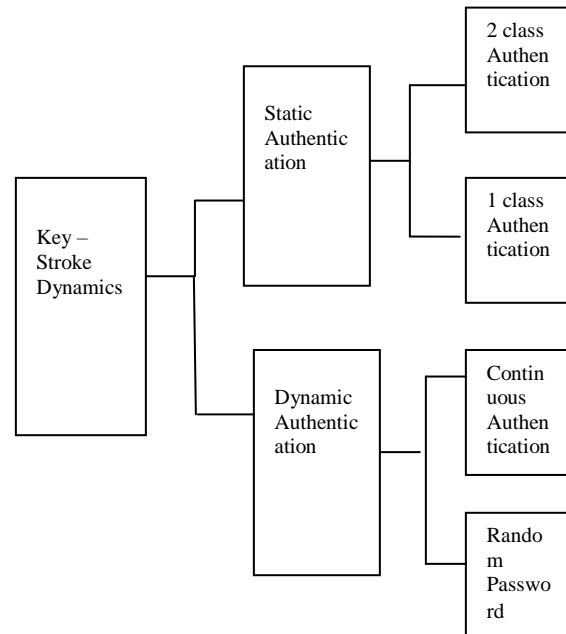 2 class
Authen
tication
Static
Authentic
ation
1 class
Authen
tication
Key –
Stroke
Dynamics
Dynamic
Authentic
ation
Contin
uous
Authen
tication
Rando
m
Passwo
rd